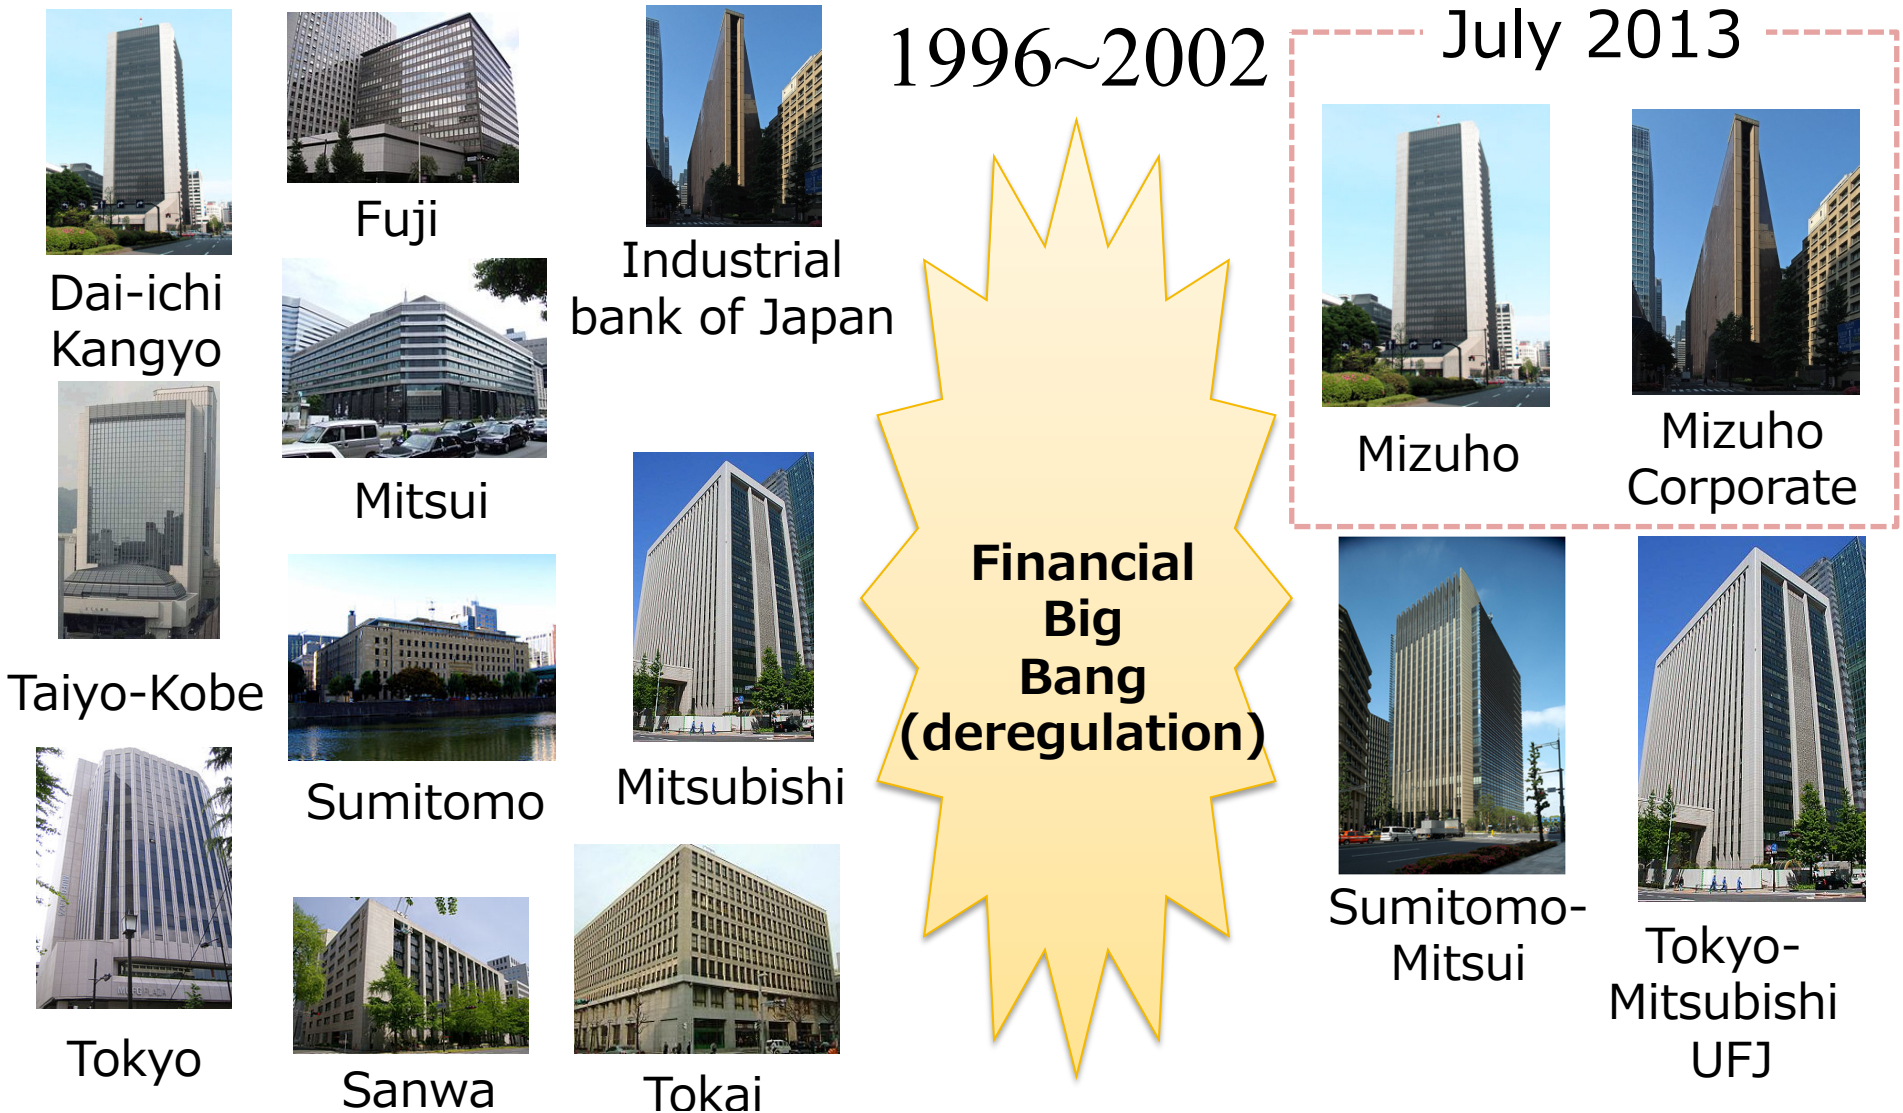 1996~2002
July 2013
Dai-ichi
Kangyo
Fuji
Industrial
bank of Japan
Mitsui
Taiyo-Kobe
Sumitomo
Mitsubishi
Tokyo
Sanwa
Tokai
Financial
Big
Bang
(deregulation)
Mizuho
Mizuho
Corporate
Sumitomo-
Mitsui
Tokyo-
Mitsubishi
UFJ